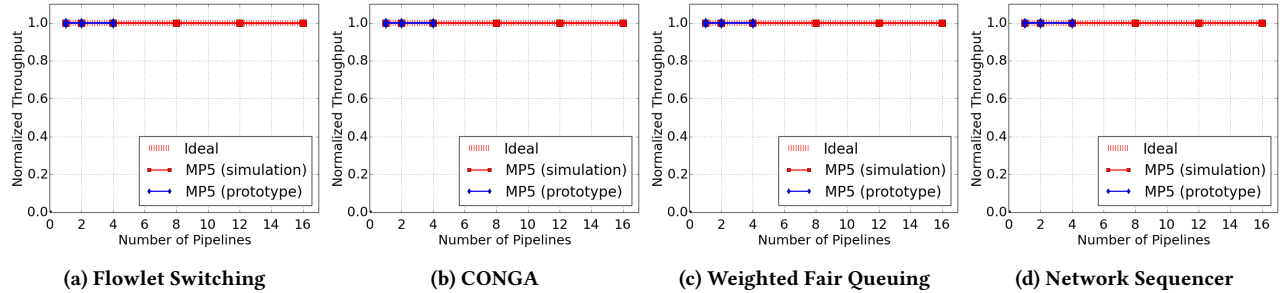 Normalized Throughput
1.0
0.8
0.6
0.4
0.2
0.0
Ideal
MP5 (simulation)
MP5 (prototype)
0 2 4 6 8 10 12 14 16
Number of Pipelines
(a) Flowlet Switching
Normalized Throughput
1.0
0.8
0.6
0.4
0.2
0.0
Ideal
MP5 (simulation)
MP5 (prototype)
0 2 4 6 8 10 12 14 16
Number of Pipelines
(b) CONGA
Normalized Throughput
1.0
0.8
0.6
0.4
0.2
0.0
Ideal
MP5 (simulation)
MP5 (prototype)
0 2 4 6 8 10 12 14 16
Number of Pipelines
(c) Weighted Fair Queuing
Normalized Throughput
1.0
0.8
0.6
0.4
0.2
0.0
Ideal
MP5 (simulation)
MP5 (prototype)
0 2 4 6 8 10 12 14 16
Number of Pipelines
(d) Network Sequencer